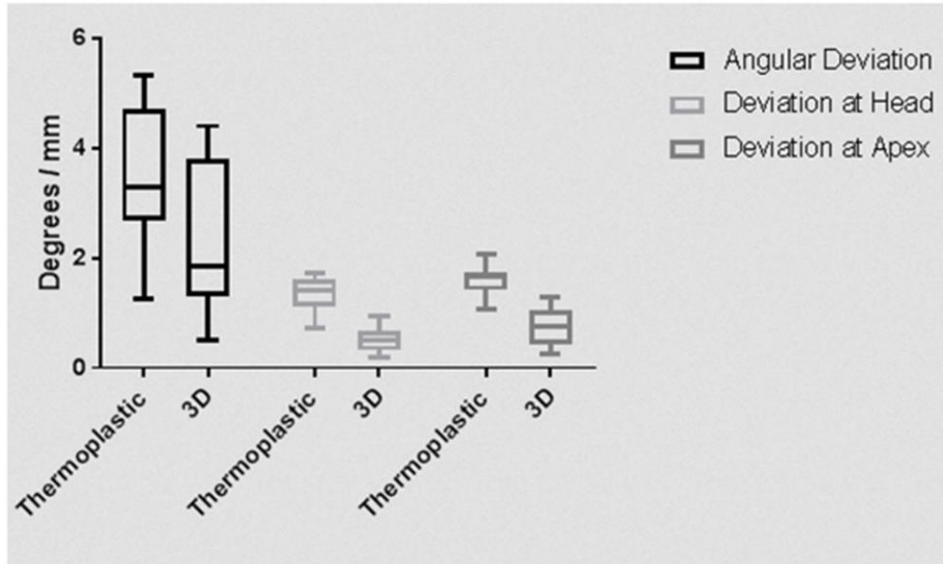 6
4
2
0
Degrees / mm
Thermoplastic
3D
Thermoplastic
3D
Thermoplastic
3D
Angular Deviation
Deviation at Head
Deviation at Apex